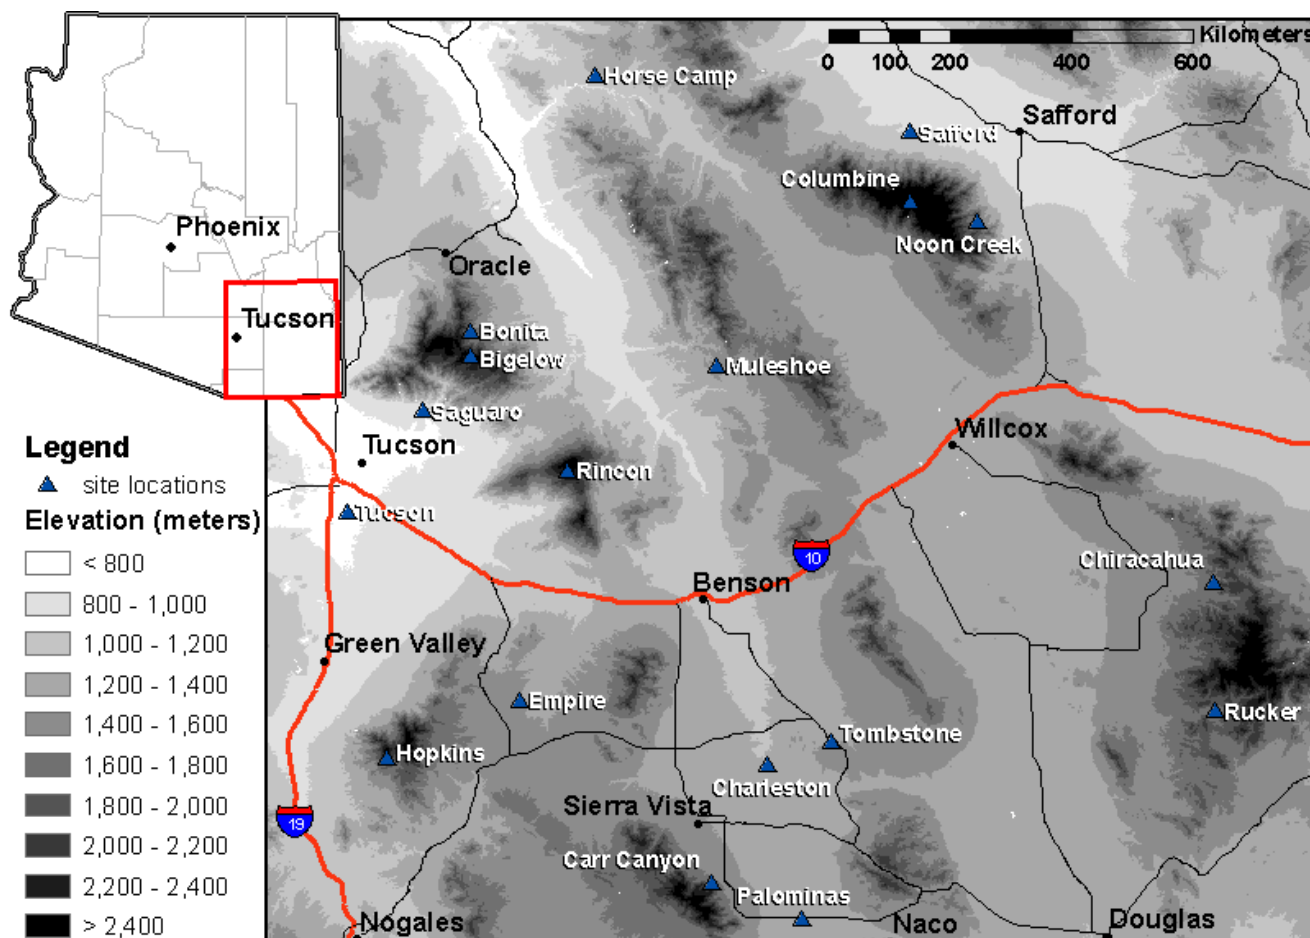 Kilometers
0 100 200 400 600
Horse Camp
Safford
Safford
Columbine
Noon Creek
Phoenix
Oracle
Tucson
Bonita
Bigelow
Muleshoe
Saguaro
Willcox
Tucson
Rincon
Tucson
10
Chiracahua
Benson
Green Valley
Empire
Rucker
Hopkins
Tombstone
Charleston
Sierra Vista
19
Carr Canyon
Palominas
Nogales
Naco
Douglas
Legend
site locations
Elevation (meters)
< 800
800 - 1,000
1,000 - 1,200
1,200 - 1,400
1,400 - 1,600
1,600 - 1,800
1,800 - 2,000
2,000 - 2,200
2,200 - 2,400
> 2,400